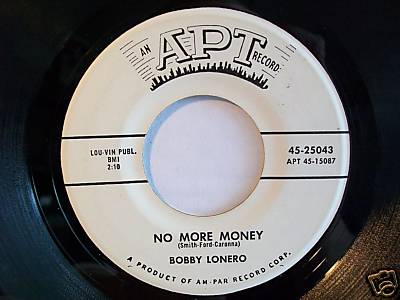 AN APT RECORD
LOU-VIN PUBL.
BMI
2:10
45-25043
APT 45-15087
NO MORE MONEY
(Smith-Ford-Caronna)
BOBBY LONERO
A PRODUCT OF AM-PAR RECORD CORP.